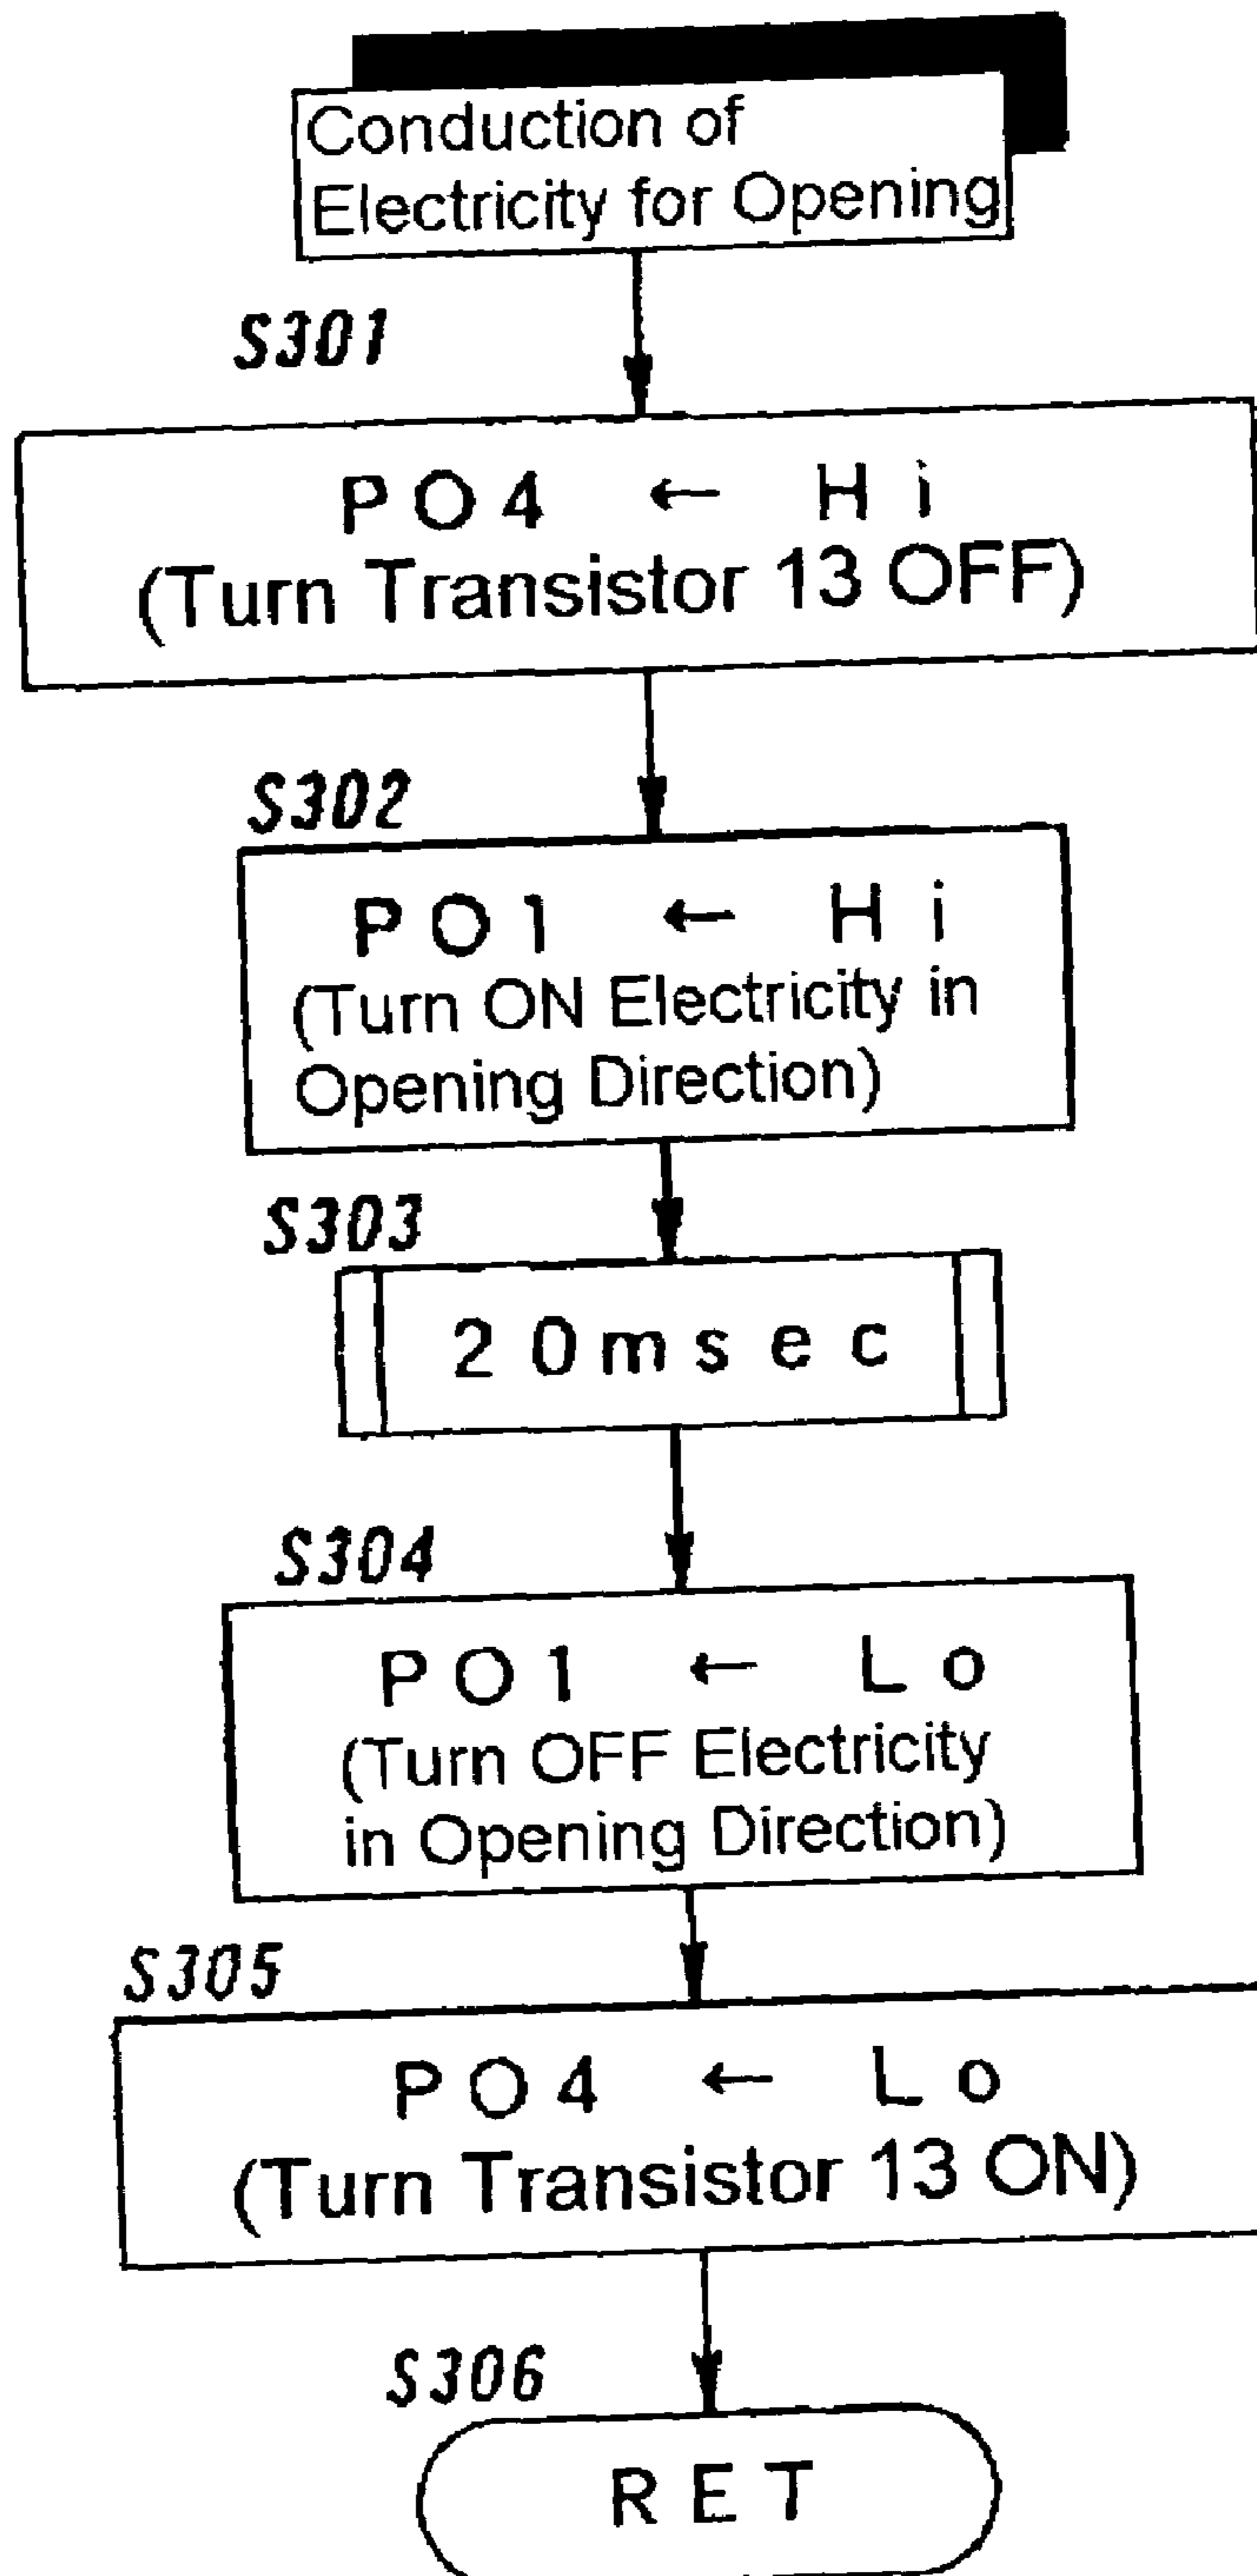 Conduction of
Electricity for Opening
S301
PO4 ← Hi
(Turn Transistor 13 OFF)
S302
PO1 ← Hi
(Turn ON Electricity in
Opening Direction)
S303
20msec
S304
PO1 ← Lo
(Turn OFF Electricity
in Opening Direction)
S305
PO4 ← Lo
(Turn Transistor 13 ON)
S306
RET